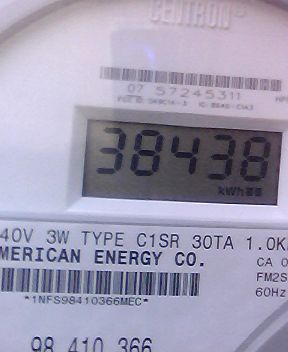 CENTRON
07 57245311
38438
kWh
40V 3W TYPE C1SR 30TA 1.0K
MERICAN ENERGY CO.
CA 0
FM2S
60Hz
*1NFS98410366MEC*
98 410 366